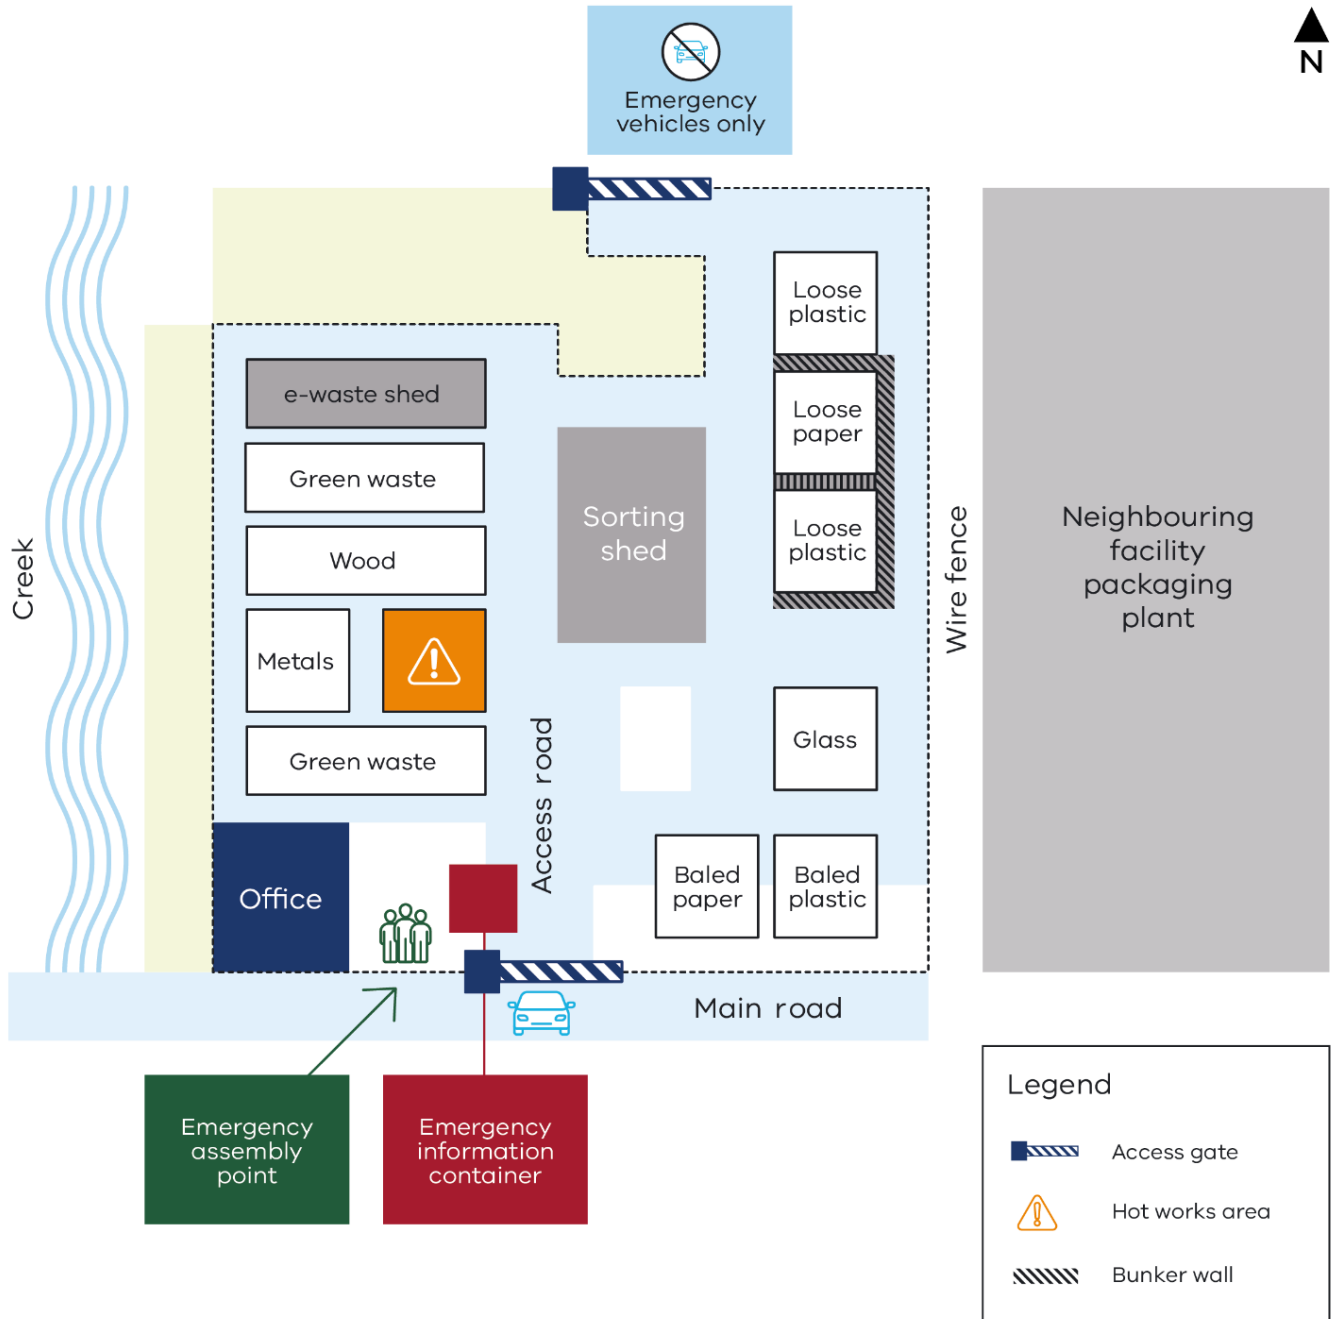 Emergency
vehicles only
N
Loose
plastic
e-waste shed
Loose
paper
Green waste
Sorting
shed
Loose
plastic
Wood
Creek
Wire fence
Neighbouring
facility
packaging
plant
Metals
Access road
Glass
Green waste
Office
Baled
paper
Baled
plastic
Main road
Emergency
assembly
point
Emergency
information
container
Legend
Access gate
Hot works area
Bunker wall